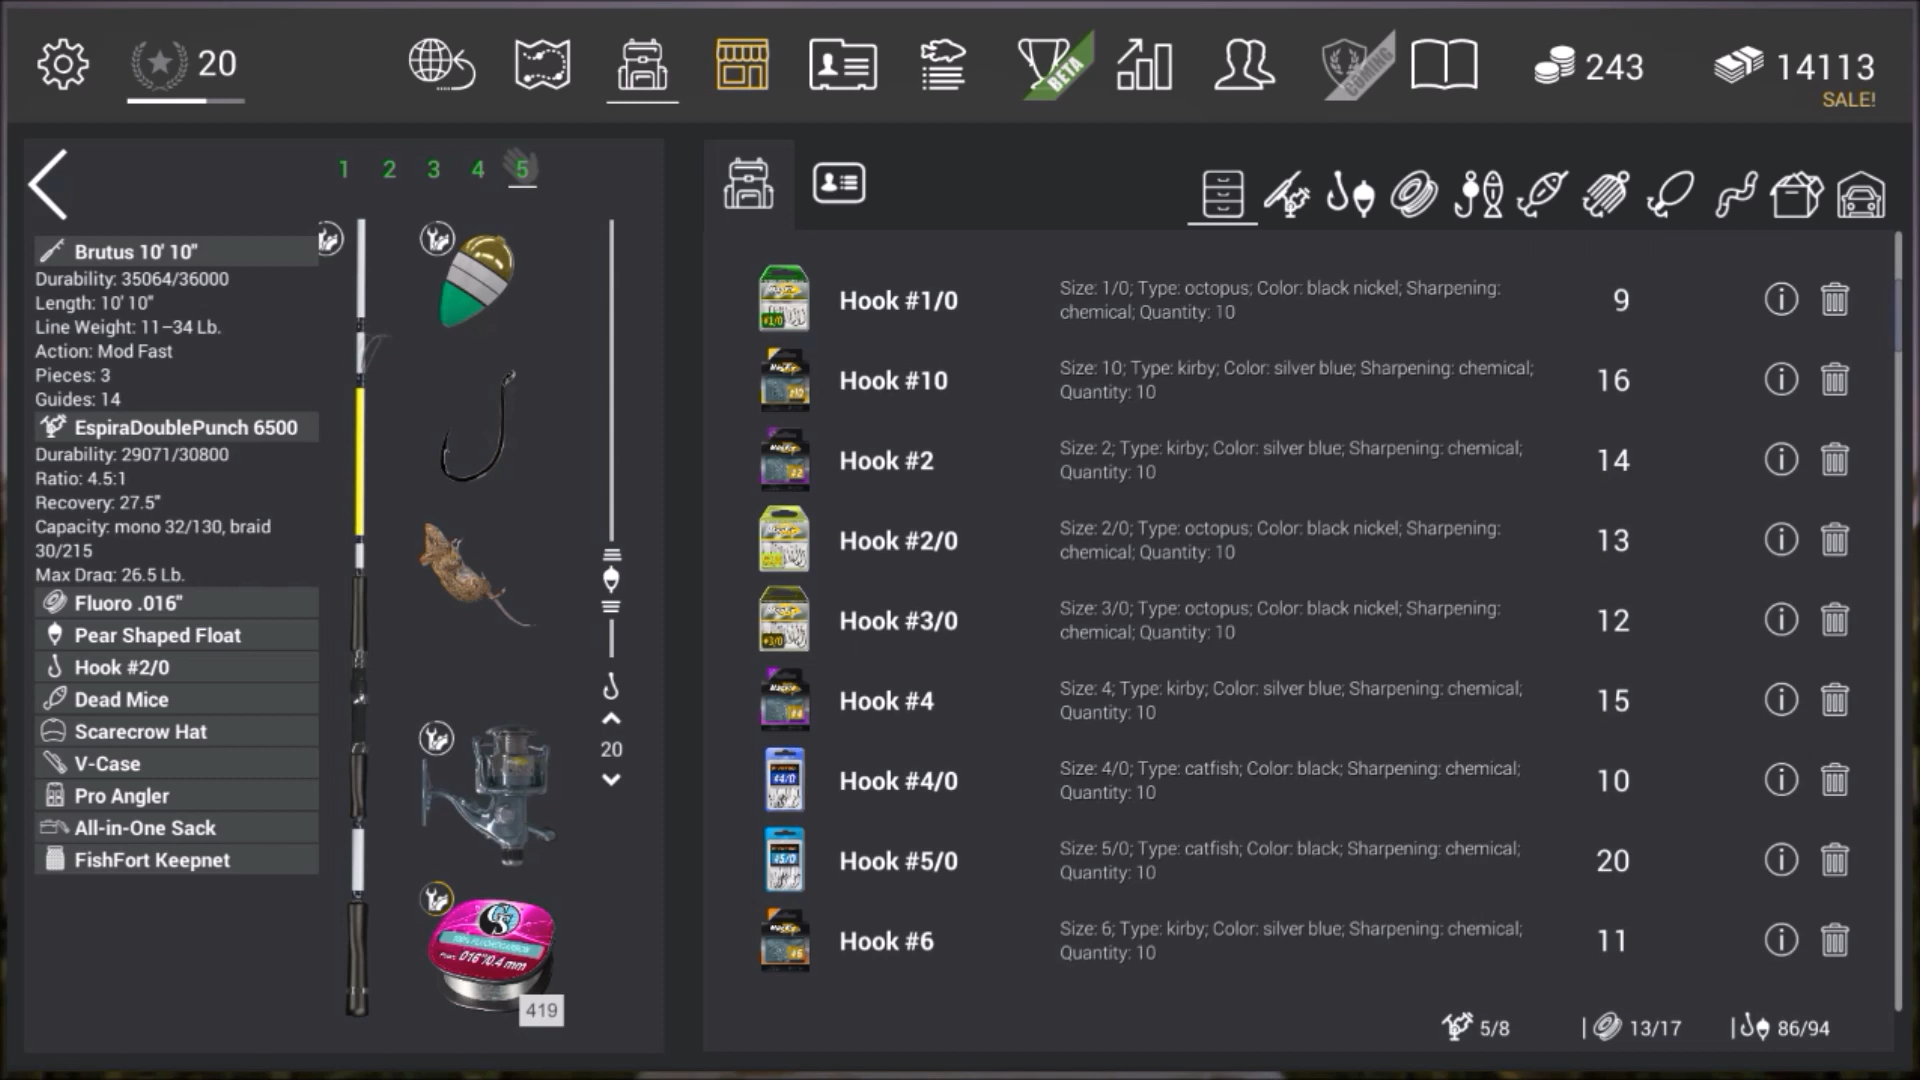 20
BETA
COMING
243
14113
SALE!
1 2 3 4 5
Brutus 10' 10"
Durability: 35064/36000
Length: 10' 10"
Line Weight: 11–34 Lb.
Action: Mod Fast
Pieces: 3
Guides: 14
EspiraDoublePunch 6500
Durability: 29071/30800
Ratio: 4.5:1
Recovery: 27.5"
Capacity: mono 32/130, braid
30/215
Max Drag: 26.5 Lb.
Fluoro .016"
Pear Shaped Float
Hook #2/0
Dead Mice
Scarecrow Hat
V-Case
Pro Angler
All-in-One Sack
FishFort Keepnet
20
.016"/0.4 mm
419
Hook #1/0
Size: 1/0; Type: octopus; Color: black nickel; Sharpening:
chemical; Quantity: 10
9
Hook #10
Size: 10; Type: kirby; Color: silver blue; Sharpening: chemical;
Quantity: 10
16
Hook #2
Size: 2; Type: kirby; Color: silver blue; Sharpening: chemical;
Quantity: 10
14
Hook #2/0
Size: 2/0; Type: octopus; Color: black nickel; Sharpening:
chemical; Quantity: 10
13
Hook #3/0
Size: 3/0; Type: octopus; Color: black nickel; Sharpening:
chemical; Quantity: 10
12
Hook #4
Size: 4; Type: kirby; Color: silver blue; Sharpening: chemical;
Quantity: 10
15
#4/0
Hook #4/0
Size: 4/0; Type: catfish; Color: black; Sharpening: chemical;
Quantity: 10
10
#5/0
Hook #5/0
Size: 5/0; Type: catfish; Color: black; Sharpening: chemical;
Quantity: 10
20
Hook #6
Size: 6; Type: kirby; Color: silver blue; Sharpening: chemical;
Quantity: 10
11
5/8
13/17
86/94